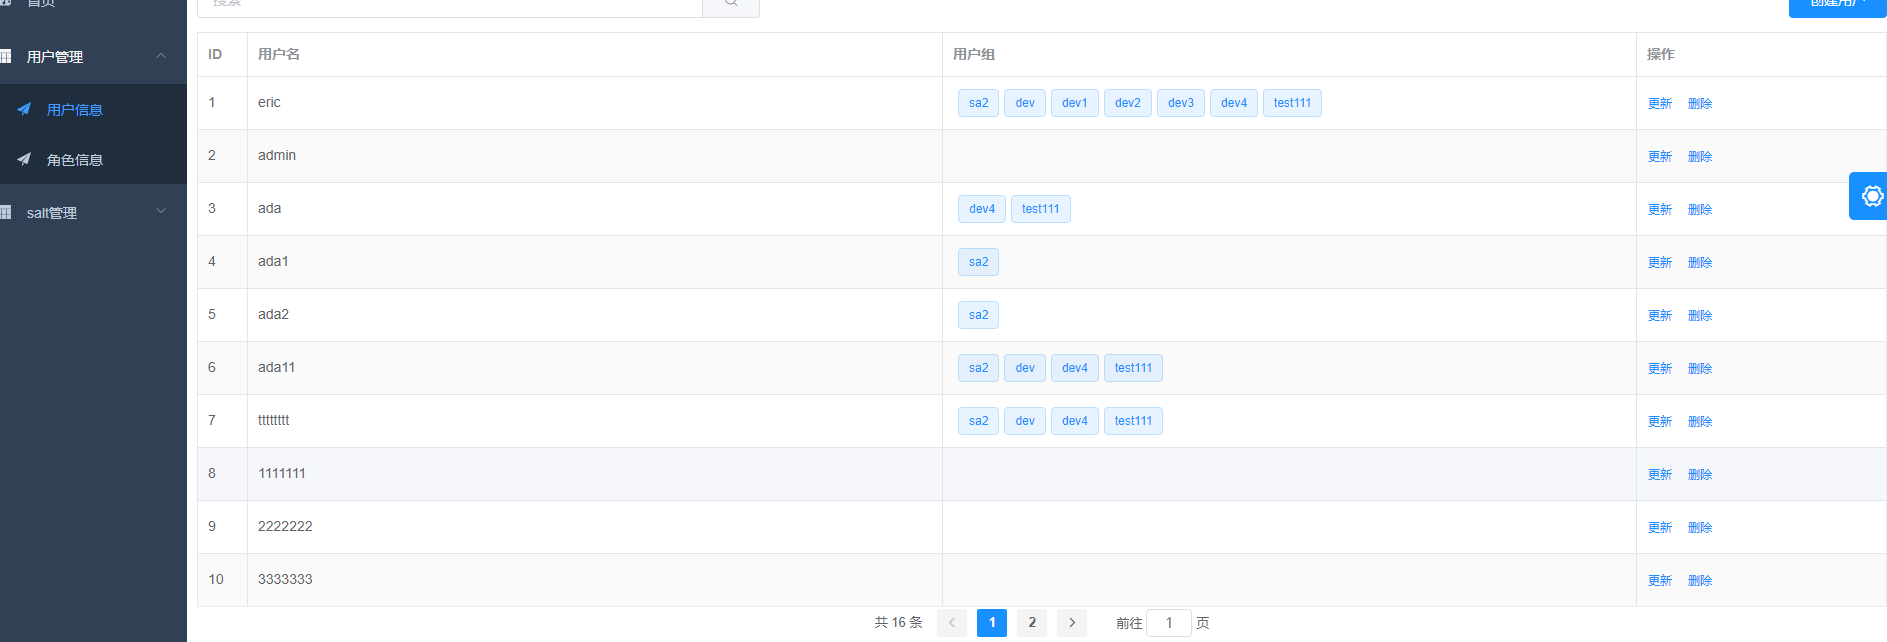 首页
搜索
创建用户
用户管理
用户信息
角色信息
salt管理
ID 用户名 用户组 操作
1 eric sa2 dev dev1 dev2 dev3 dev4 test111 更新 删除
2 admin 更新 删除
3 ada dev4 test111 更新 删除
4 ada1 sa2 更新 删除
5 ada2 sa2 更新 删除
6 ada11 sa2 dev dev4 test111 更新 删除
7 tttttttt sa2 dev dev4 test111 更新 删除
8 1111111 更新 删除
9 2222222 更新 删除
10 3333333 更新 删除
共 16 条 1 2 前往 1 页